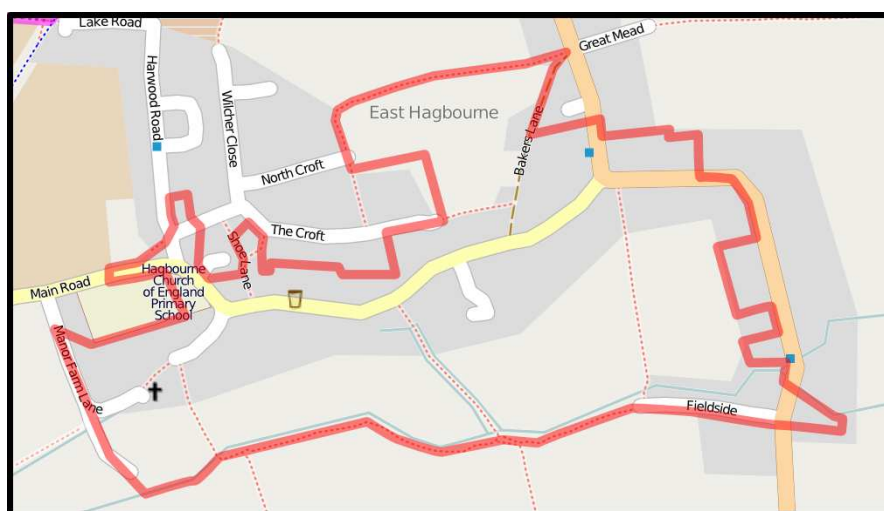 Lake Road
Great Mead
Harwood Road
Wilcher Close
East Hagbourne
Bakers Lane
North Croft
The Croft
Shoe Lane
Main Road
Hagbourne
Church
of England
Primary
School
Manor Farm Lane
Fieldside